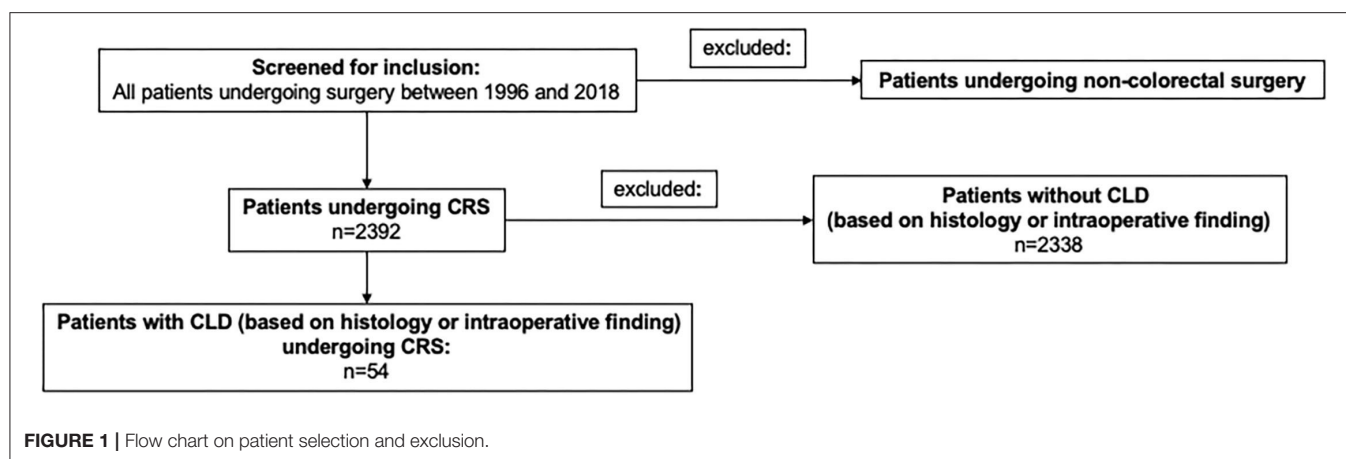 excluded:
Screened for inclusion:
All patients undergoing surgery between 1996 and 2018
Patients undergoing non-colorectal surgery
excluded:
Patients undergoing CRS
n=2392
Patients without CLD
(based on histology or intraoperative finding)
n=2338
Patients with CLD (based on histology or intraoperative finding)
undergoing CRS:
n=54
FIGURE 1 | Flow chart on patient selection and exclusion.